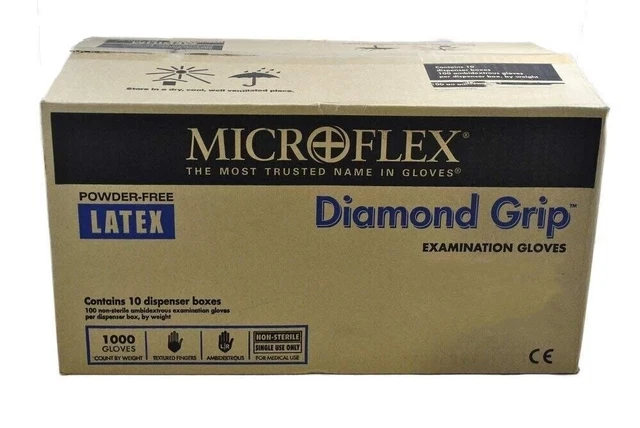 Store in a dry, cool, well ventilated place.
Contains 10
dispenser boxes
100 ambidextrous gloves
per dispenser, by weight
MICROFLEX®
THE MOST TRUSTED NAME IN GLOVES®
POWDER-FREE
LATEX
Diamond Grip™
EXAMINATION GLOVES
Contains 10 dispenser boxes
100 non-sterile ambidextrous examination gloves
per dispenser box, by weight
1000
GLOVES
COUNT BY WEIGHT
TEXTURED FINGERS
L/R
AMBIDEXTROUS
NON-STERILE
SINGLE USE ONLY
FOR MEDICAL USE
CE